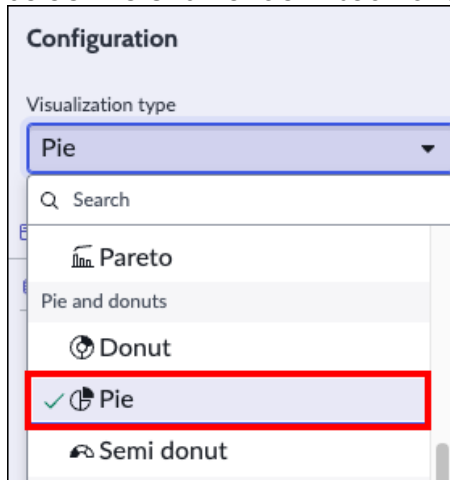 Configuration
Visualization type
Pie
Search
Pareto
Pie and donuts
Donut
Pie
Semi donut